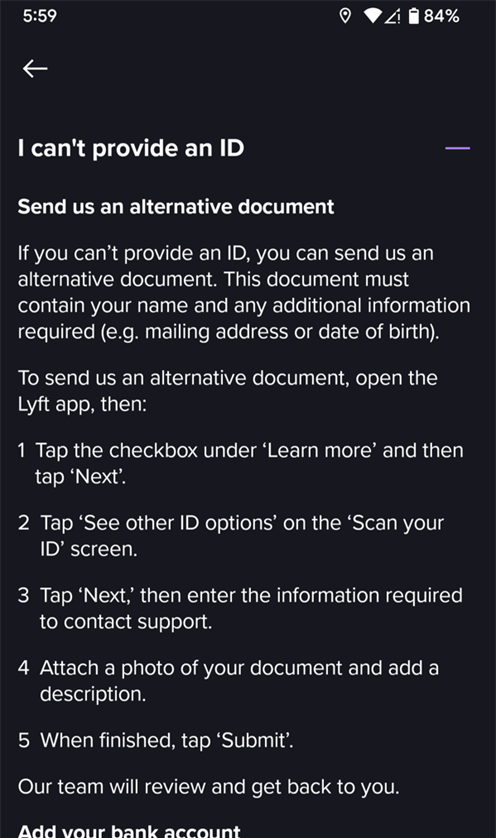 5:59
84%
I can't provide an ID
Send us an alternative document
If you can’t provide an ID, you can send us an
alternative document. This document must
contain your name and any additional information
required (e.g. mailing address or date of birth).
To send us an alternative document, open the
Lyft app, then:
1 Tap the checkbox under ‘Learn more’ and then
tap ‘Next’.
2 Tap ‘See other ID options’ on the ‘Scan your
ID’ screen.
3 Tap ‘Next,’ then enter the information required
to contact support.
4 Attach a photo of your document and add a
description.
5 When finished, tap ‘Submit’.
Our team will review and get back to you.
Add your bank account